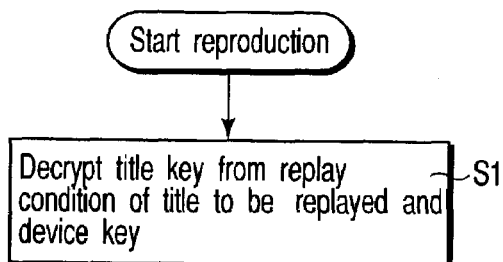 Start reproduction
Decrypt title key from replay
condition of title to be replayed and
device key
S1